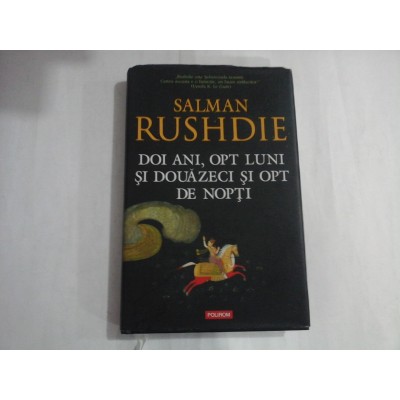 SALMAN
RUSHDIE
DOI ANI, OPT LUNI
ŞI DOUĂZECI ŞI OPT
DE NOPŢI
POLIROM